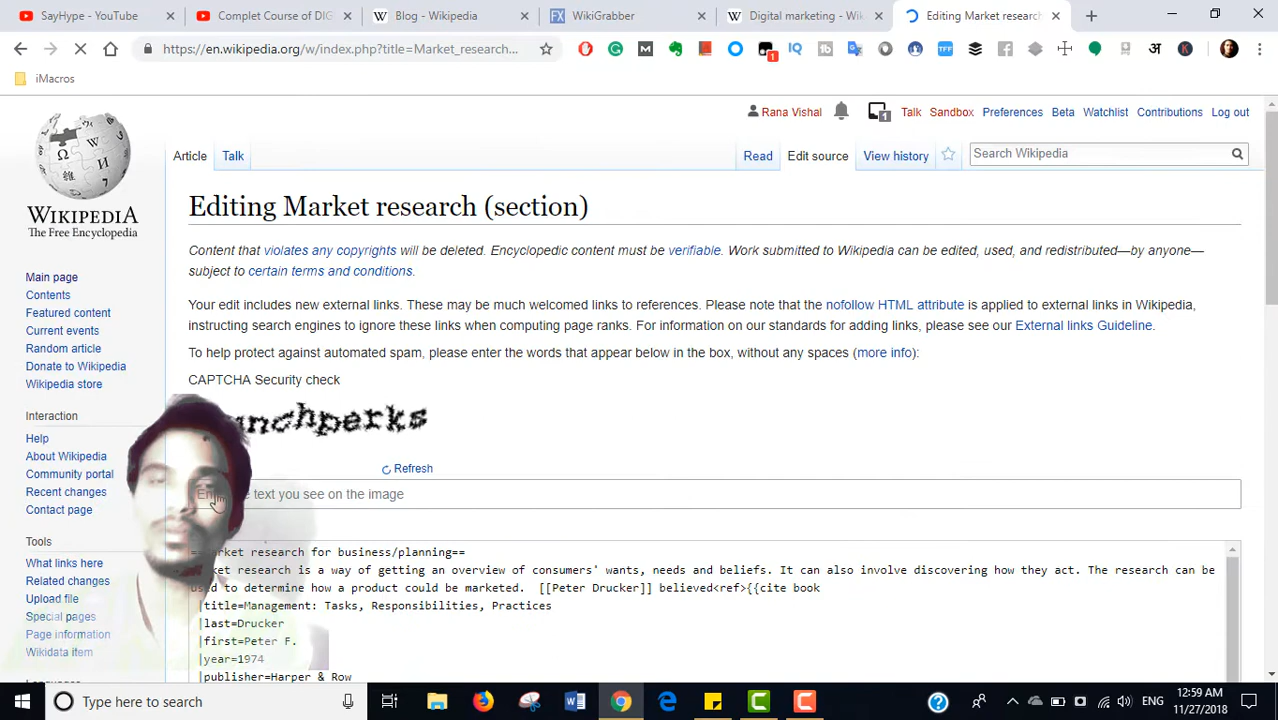 SayHype - YouTube
Complet Course of DIG
Blog - Wikipedia
WikiGrabber
Digital marketing - Wik
Editing Market research
https://en.wikipedia.org/w/index.php?title=Market_research...
iMacros
Rana Vishal
1
Talk
Sandbox
Preferences
Beta
Watchlist
Contributions
Log out
Article
Talk
Read
Edit source
View history
Search Wikipedia
WIKIPEDIA
The Free Encyclopedia
Editing Market research (section)
Content that violates any copyrights will be deleted. Encyclopedic content must be verifiable. Work submitted to Wikipedia can be edited, used, and redistributed—by anyone—
subject to certain terms and conditions.
Your edit includes new external links. These may be much welcomed links to references. Please note that the nofollow HTML attribute is applied to external links in Wikipedia,
instructing search engines to ignore these links when computing page ranks. For information on our standards for adding links, please see our External links Guideline.
To help protect against automated spam, please enter the words that appear below in the box, without any spaces (more info):
CAPTCHA Security check
Refresh
text you see on the image
Main page
Contents
Featured content
Current events
Random article
Donate to Wikipedia
Wikipedia store
Interaction
Help
About Wikipedia
Community portal
Recent changes
Contact page
Tools
What links here
Related changes
Upload file
Special pages
Page information
Wikidata item
market research for business/planning==
research is a way of getting an overview of consumers' wants, needs and beliefs. It can also involve discovering how they act. The research can be
to determine how a product could be marketed. [[Peter Drucker]] believed<ref>{{cite book
|title=Management: Tasks, Responsibilities, Practices
|last=Drucker
|first=Peter F.
|year=1974
|publisher=Harper & Row
Type here to search
ENG
12:59 AM
11/27/2018